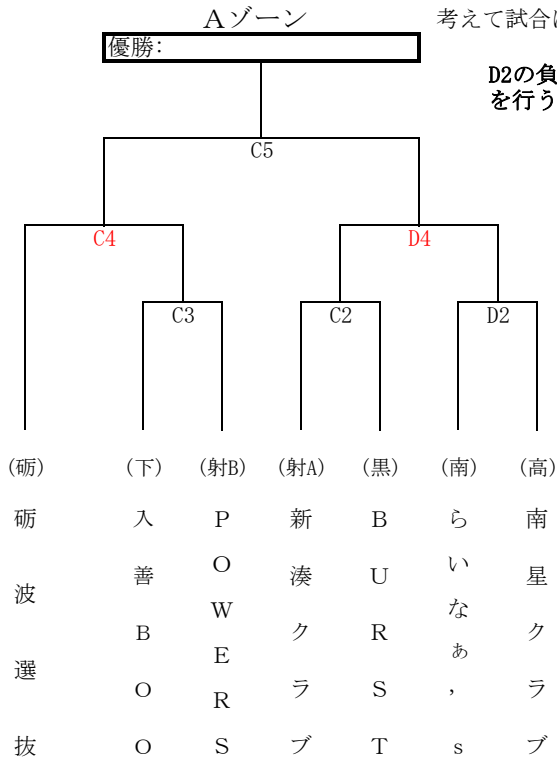 Aゾーン
考えて試合に
優勝:
D2の負
を行う
C5
C4
D4
C3
C2
D2
(砺)
(下)
(射B)
(射A)
(黒)
(南)
(高)
砺波選抜
入善BOO
POWERS
新湊クラブ
BURST
らいなぁ,s
南星クラブ